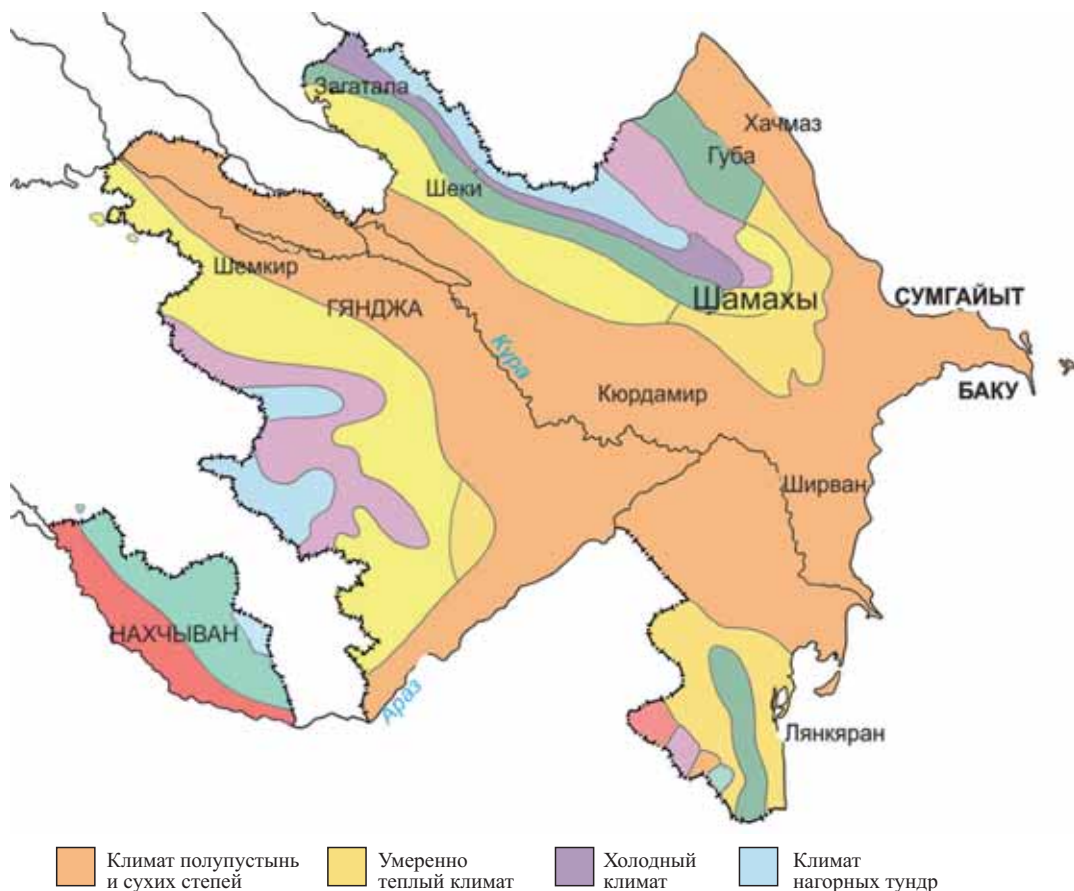 Загатала
Хачмаз
Губа
Шеки
Шемкир
ГЯНДЖА
Шамахы
СУМГАЙЫТ
Кура
Кюрдамир
БАКУ
Ширван
НАХЧЫВАН
Араз
Лянкяран
Климат полупустынь
и сухих степей
Умеренно
теплый климат
Холодный
климат
Климат
нагорных тундр